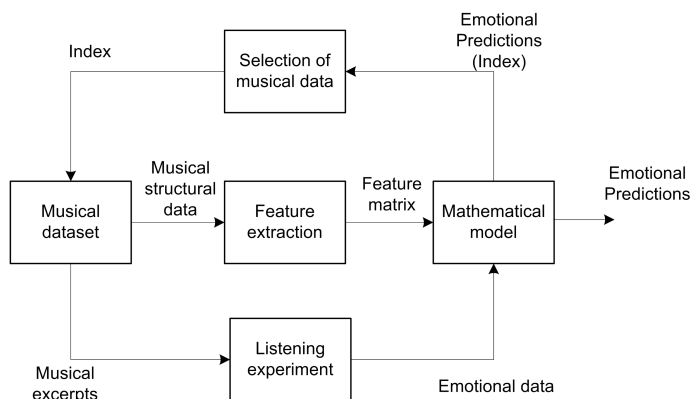 Emotional
Predictions
(Index)
Index
Selection of
musical data
Musical
structural
data
Feature
matrix
Emotional
Predictions
Musical
dataset
Feature
extraction
Mathematical
model
Listening
experiment
Musical
excerpts
Emotional data